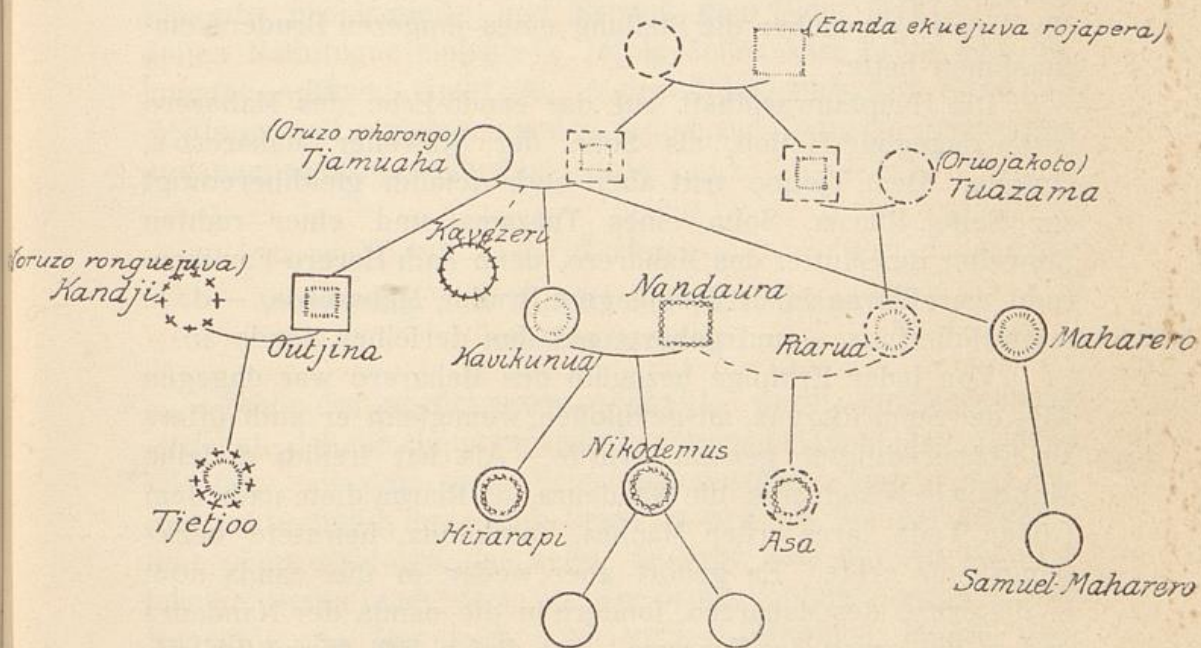 (Eanda ekuejuva rojapera)
(Oruzo rohorongo)
Tjamuaha
(Oruojakoto)
Tuazama
Kavezeri
(oruzo ronguejuva)
Kandji
Nandaura
Outjina
Kavikunua
Riarua
Maharero
Nikodemus
Tjetjoo
Hirarapi
Asa
Samuel-Maharero